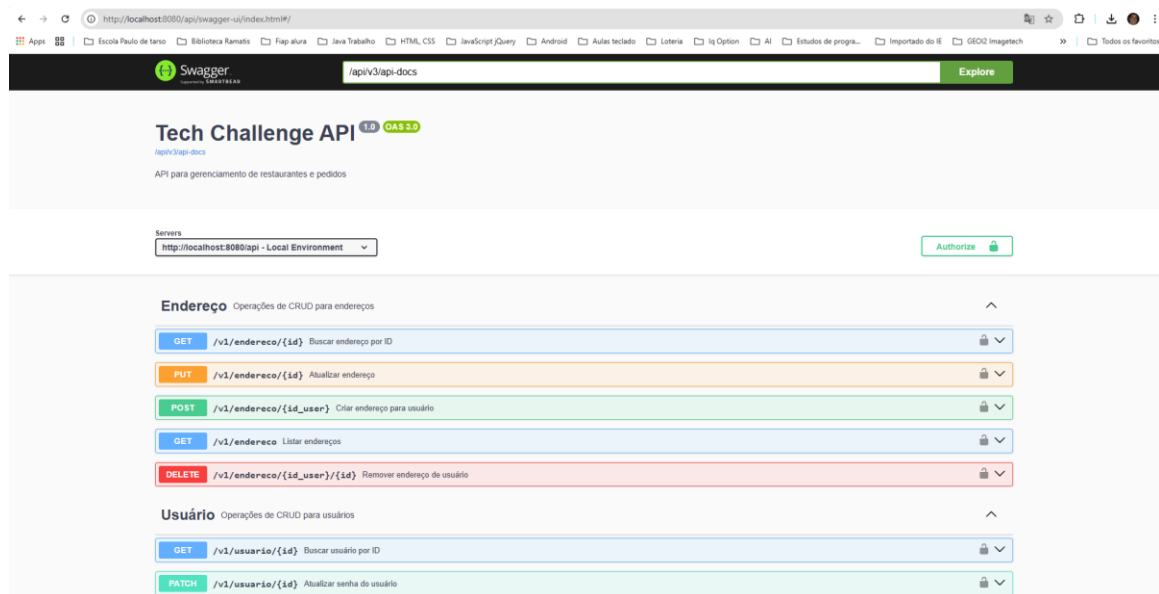 http://localhost:8080/api/swagger-ui/index.html#/
Apps Escola Paulo de tarso Biblioteca Ramatis Fiap alura Java Trabalho HTML, CSS JavaScript jQuery Android Aulas teclado Loteria Iq Option AI Estudos de progra... Importado do IE GEOI2 Imagetech » Todos os favoritos
Swagger. /api/v3/api-docs Explore
Supported by SMARTBEAR
Tech Challenge API 1.0 OAS 3.0
/api/v3/api-docs
API para gerenciamento de restaurantes e pedidos
Servers
http://localhost:8080/api - Local Environment Authorize
Endereço Operações de CRUD para endereços
GET /v1/endereco/{id} Buscar endereço por ID
PUT /v1/endereco/{id} Atualizar endereço
POST /v1/endereco/{id_user} Criar endereço para usuário
GET /v1/endereco Listar endereços
DELETE /v1/endereco/{id_user}/{id} Remover endereço de usuário
Usuário Operações de CRUD para usuários
GET /v1/usuario/{id} Buscar usuário por ID
PATCH /v1/usuario/{id} Atualizar senha do usuário